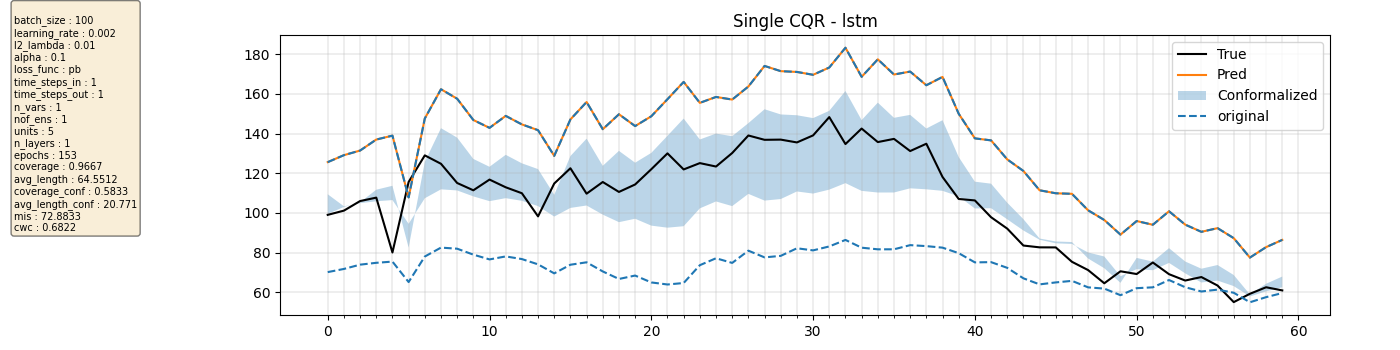 batch_size : 100
learning_rate : 0.002
l2_lambda : 0.01
alpha : 0.1
loss_func : pb
time_steps_in : 1
time_steps_out : 1
n_vars : 1
nof_ens : 1
units : 5
n_layers : 1
epochs : 153
coverage : 0.9667
avg_length : 64.5512
coverage_conf : 0.5833
avg_length_conf : 20.771
mis : 72.8833
cwc : 0.6822
Single CQR - lstm
True
Pred
Conformalized
original
180
160
140
120
100
80
60
0 10 20 30 40 50 60